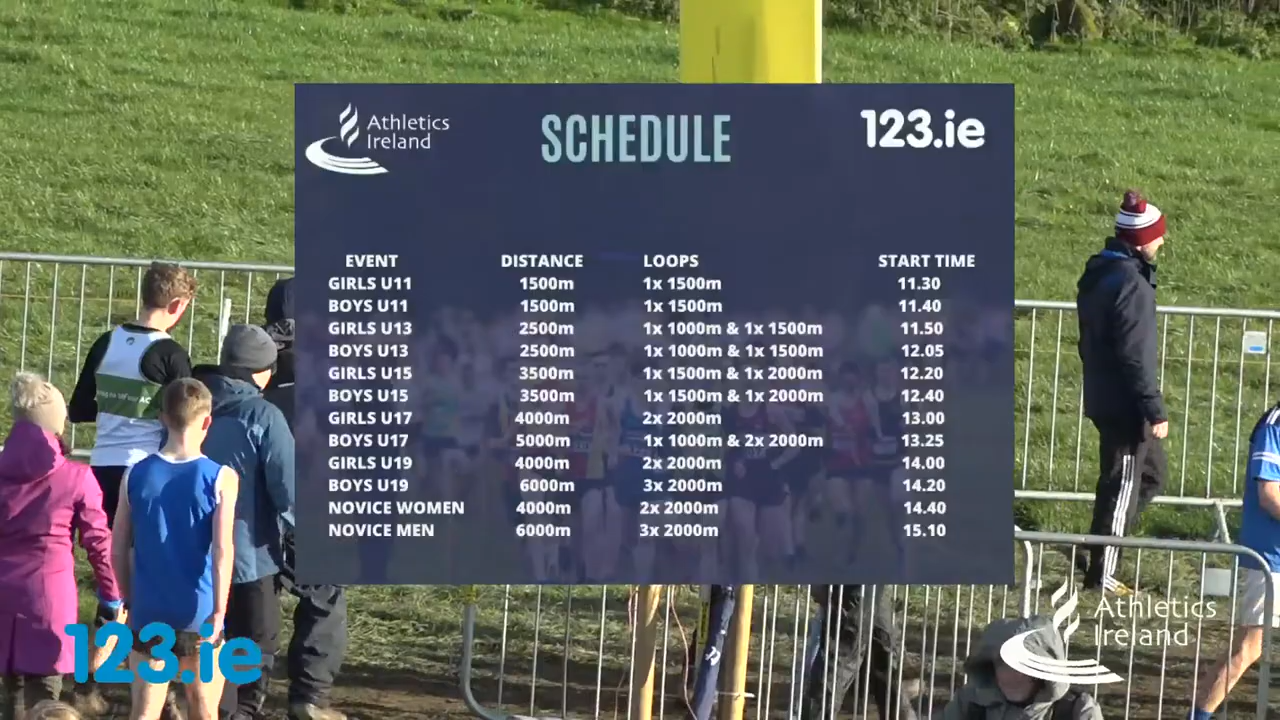 Athletics
Ireland
SCHEDULE
123.ie
EVENT DISTANCE LOOPS START TIME
GIRLS U11 1500m 1x 1500m 11.30
BOYS U11 1500m 1x 1500m 11.40
GIRLS U13 2500m 1x 1000m & 1x 1500m 11.50
BOYS U13 2500m 1x 1000m & 1x 1500m 12.05
GIRLS U15 3500m 1x 1500m & 1x 2000m 12.20
BOYS U15 3500m 1x 1500m & 1x 2000m 12.40
GIRLS U17 4000m 2x 2000m 13.00
BOYS U17 5000m 1x 1000m & 2x 2000m 13.25
GIRLS U19 4000m 2x 2000m 14.00
BOYS U19 6000m 3x 2000m 14.20
NOVICE WOMEN 4000m 2x 2000m 14.40
NOVICE MEN 6000m 3x 2000m 15.10
123.ie
Athletics
Ireland